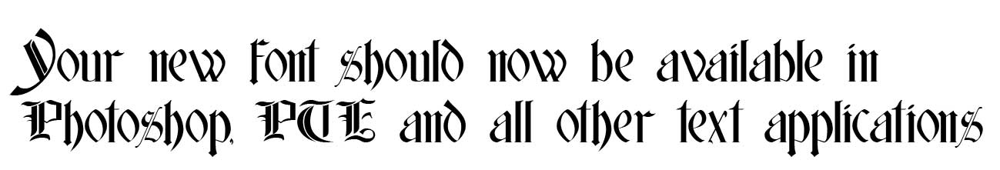 Your new font should now be available in
Photoshop, PTE and all other text applications